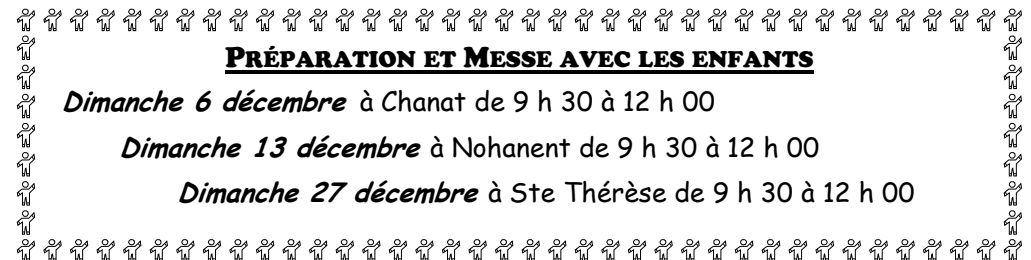 PRÉPARATION ET MESSE AVEC LES ENFANTS
Dimanche 6 décembre à Chanat de 9 h 30 à 12 h 00
Dimanche 13 décembre à Nohanent de 9 h 30 à 12 h 00
Dimanche 27 décembre à Ste Thérèse de 9 h 30 à 12 h 00